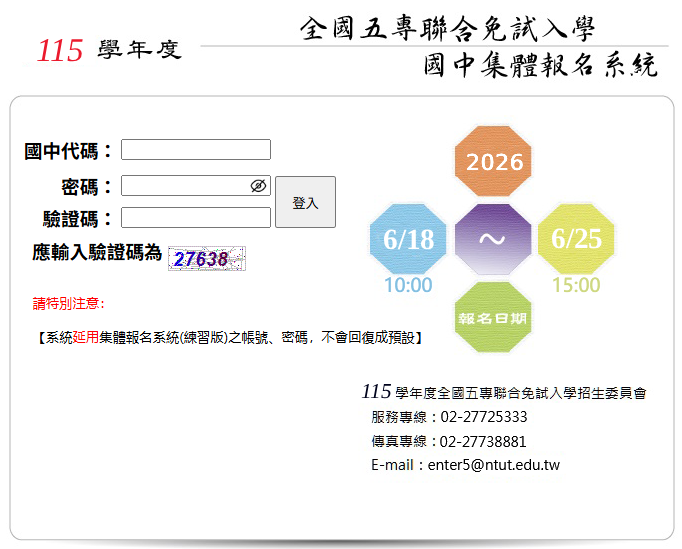 115 學年度
全國五專聯合免試入學
國中集體報名系統
國中代碼：
密碼：
驗證碼：
登入
應輸入驗證碼為 27638
請特別注意:
【系統延用集體報名系統(練習版)之帳號、密碼，不會回復成預設】
2026
6/18
～
6/25
10:00
15:00
報名日期
115 學年度全國五專聯合免試入學招生委員會
服務專線：02-27725333
傳真專線：02-27738881
E-mail：enter5@ntut.edu.tw